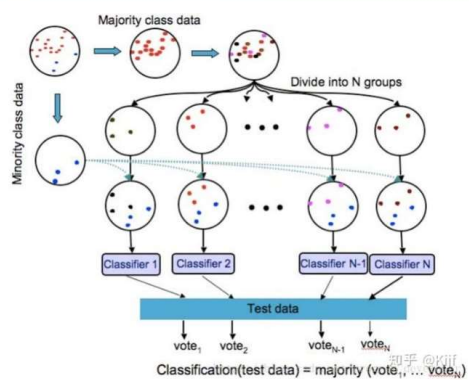 Majority class data
Minority class data
Divide into N groups
Classifier 1
Classifier 2
Classifier N-1
Classifier N
Test data
vote1
vote2
voteN-1
voteN
知乎 @Kjjf
Classification(test data) = majority (vote1, ... voteN)